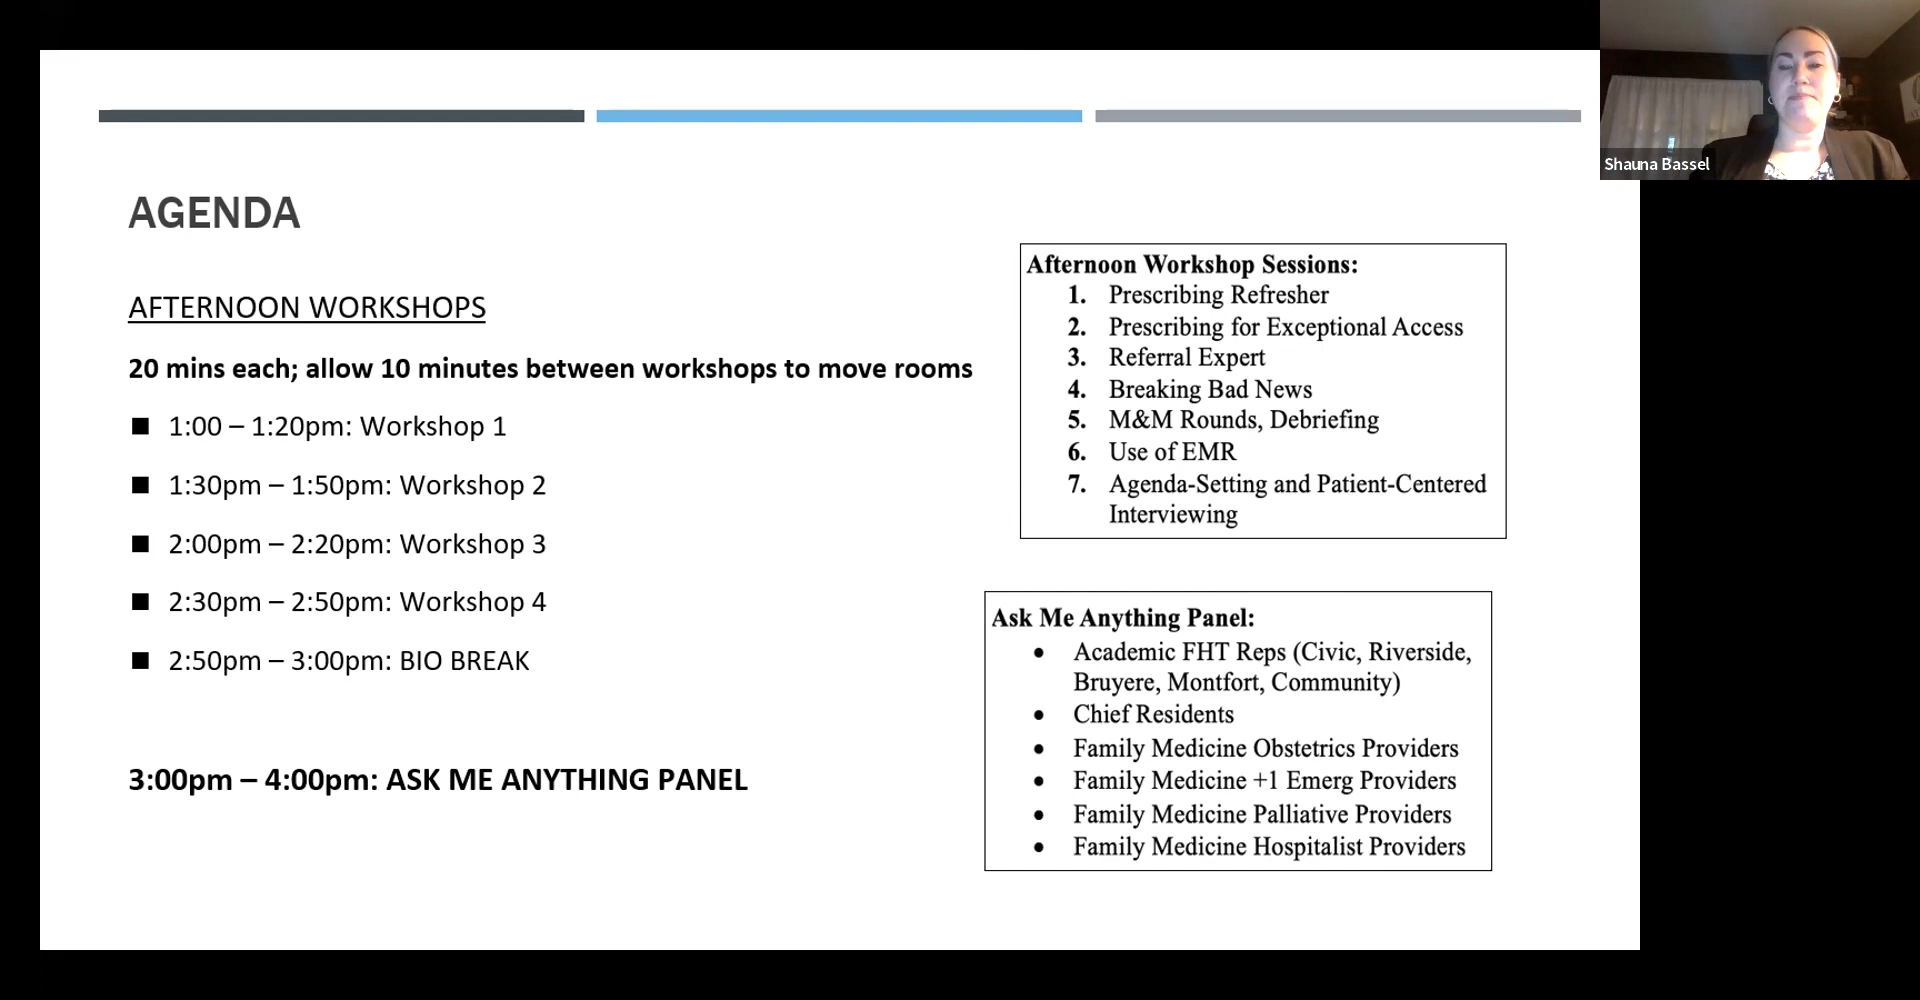 AGENDA
AFTERNOON WORKSHOPS
20 mins each; allow 10 minutes between workshops to move rooms
■ 1:00 – 1:20pm: Workshop 1
■ 1:30pm – 1:50pm: Workshop 2
■ 2:00pm – 2:20pm: Workshop 3
■ 2:30pm – 2:50pm: Workshop 4
■ 2:50pm – 3:00pm: BIO BREAK
3:00pm – 4:00pm: ASK ME ANYTHING PANEL
Afternoon Workshop Sessions:
1. Prescribing Refresher
2. Prescribing for Exceptional Access
3. Referral Expert
4. Breaking Bad News
5. M&M Rounds, Debriefing
6. Use of EMR
7. Agenda-Setting and Patient-Centered
Interviewing
Ask Me Anything Panel:
• Academic FHT Reps (Civic, Riverside,
Bruyere, Montfort, Community)
• Chief Residents
• Family Medicine Obstetrics Providers
• Family Medicine +1 Emerg Providers
• Family Medicine Palliative Providers
• Family Medicine Hospitalist Providers
Shauna Bassel